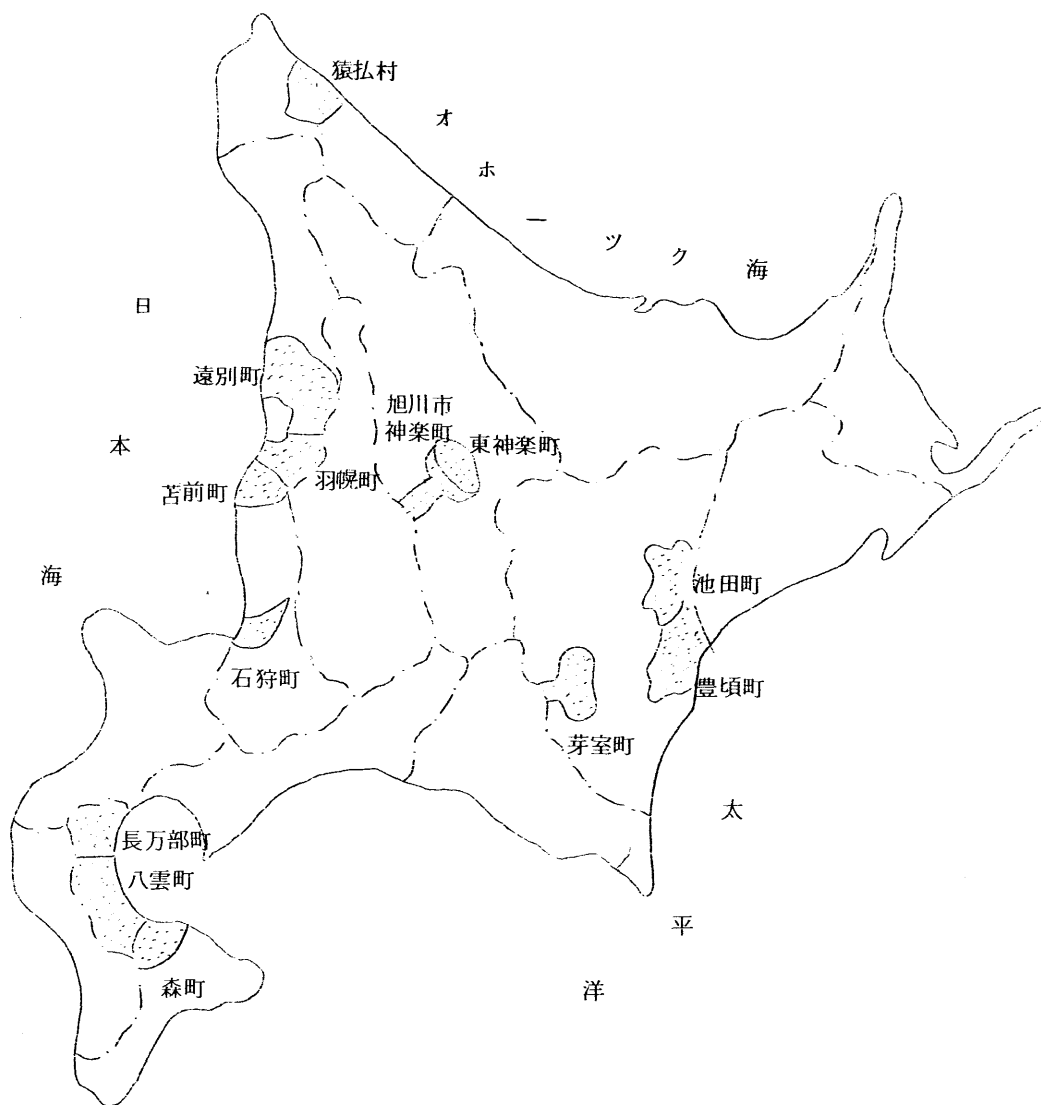 猿払村
オホーツク海
日本海
遠別町
旭川市
神楽町
東神楽町
羽幌町
苫前町
池田町
石狩町
豊頃町
芽室町
長万部町
八雲町
森町
太平洋